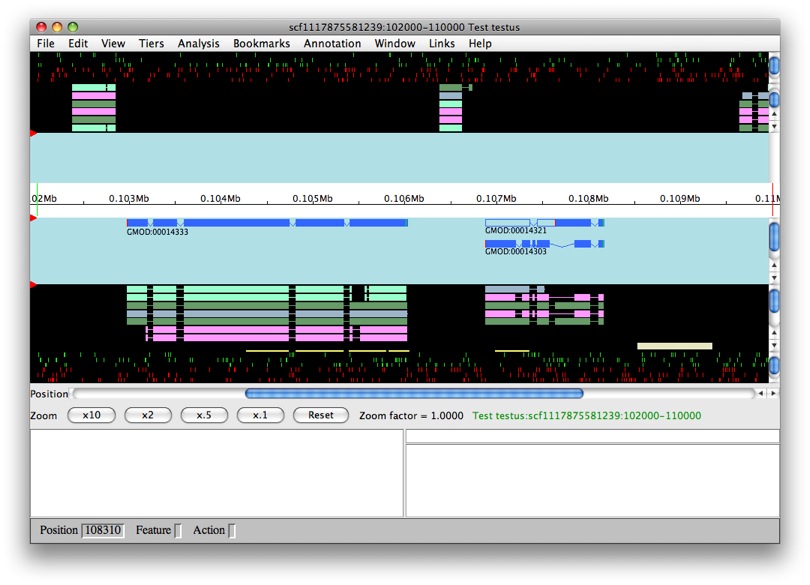 scf1117875581239:102000-110000 Test testus
File Edit View Tiers Analysis Bookmarks Annotation Window Links Help
02Mb 0.103Mb 0.104Mb 0.105Mb 0.106Mb 0.107Mb 0.108Mb 0.109Mb 0.11M
GMOD:00014333 GMOD:00014321
GMOD:00014303
Position
Zoom x10 x2 x.5 x.1 Reset Zoom factor = 1.0000 Test testus:scf1117875581239:102000-110000
Position 108310 Feature Action